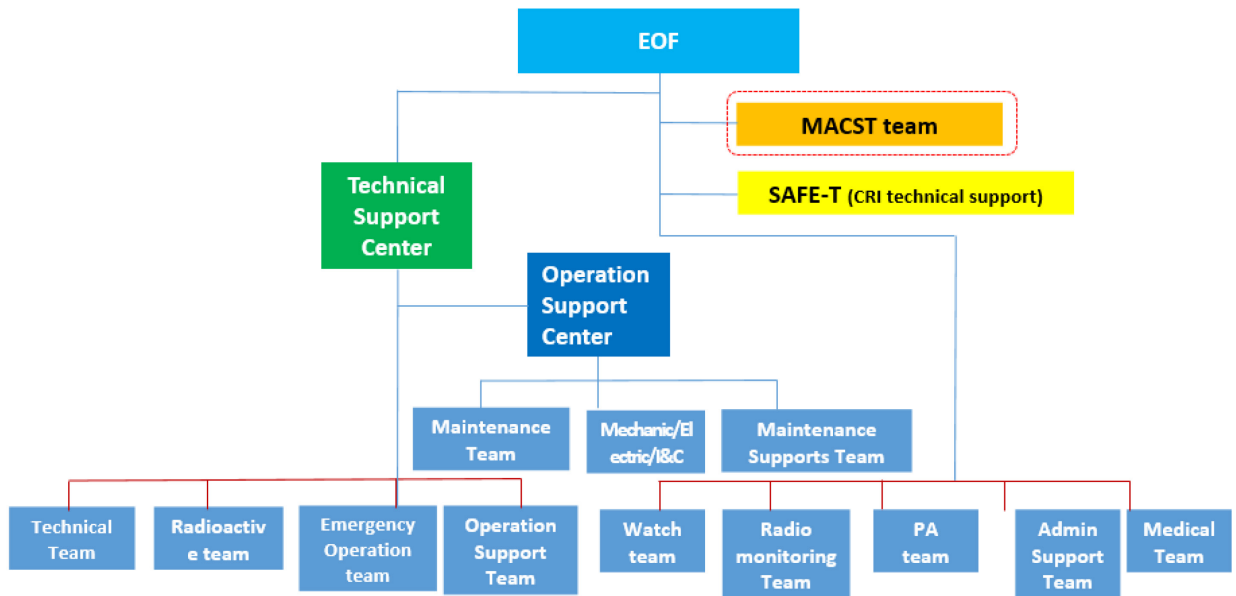 EOF
MACST team
SAFE-T (CRI technical support)
Technical
Support
Center
Operation
Support
Center
Maintenance
Team
Mechanic/El
ectric/I&C
Maintenance
Supports Team
Technical
Team
Radioactiv
e team
Emergency
Operation
team
Operation
Support
Team
Watch
team
Radio
monitoring
Team
PA
team
Admin
Support
Team
Medical
Team